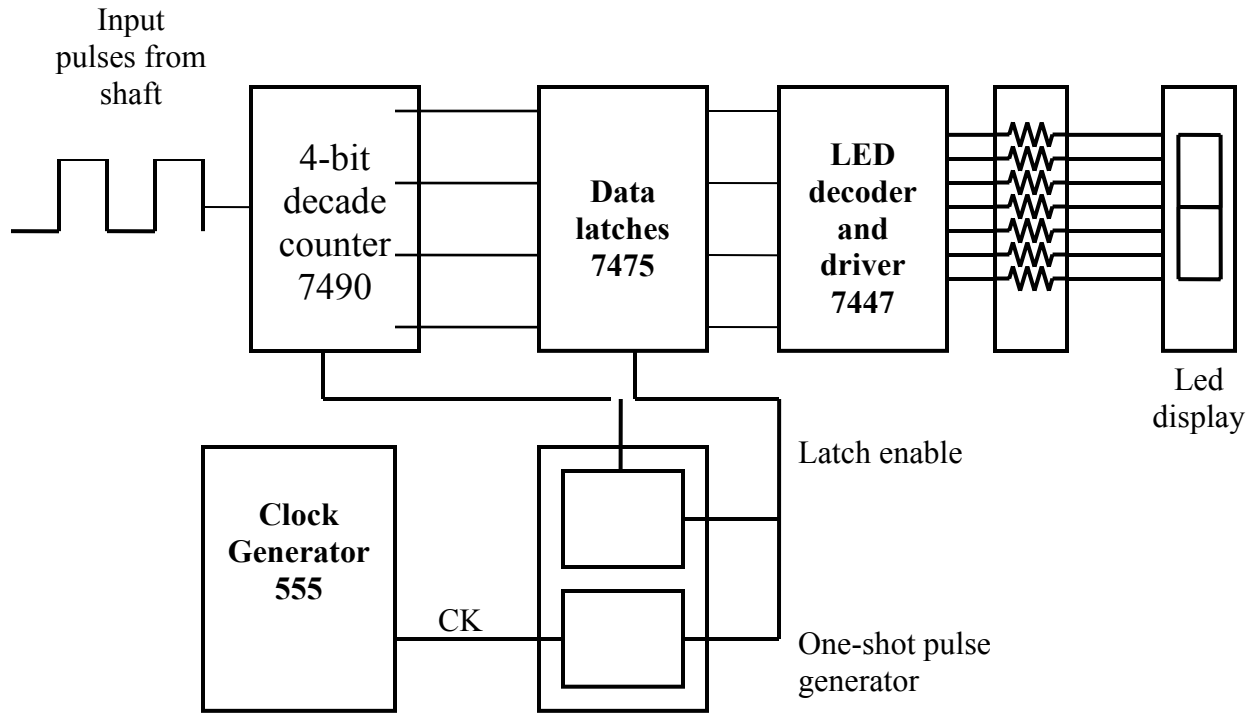 Input
pulses from
shaft
4-bit
decade
counter
7490
Data
latches
7475
LED
decoder
and
driver
7447
Led
display
Latch enable
Clock
Generator
555
CK
One-shot pulse
generator